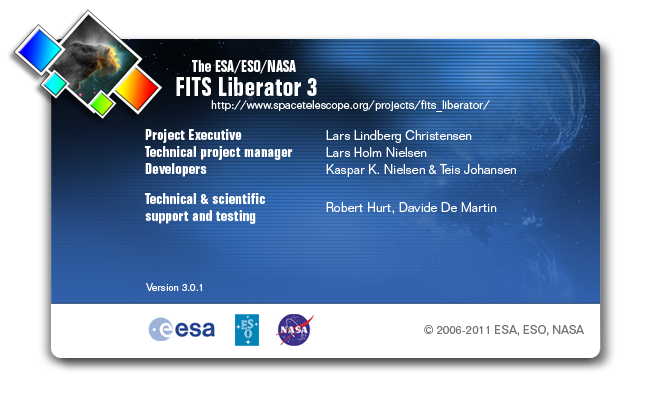 The ESA/ESO/NASA
FITS Liberator 3
http://www.spacetelescope.org/projects/fits_liberator/
Project Executive Lars Lindberg Christensen
Technical project manager Lars Holm Nielsen
Developers Kaspar K. Nielsen & Teis Johansen
Technical & scientific
support and testing Robert Hurt, Davide De Martin
Version 3.0.1
esa ESO NASA © 2006-2011 ESA, ESO, NASA